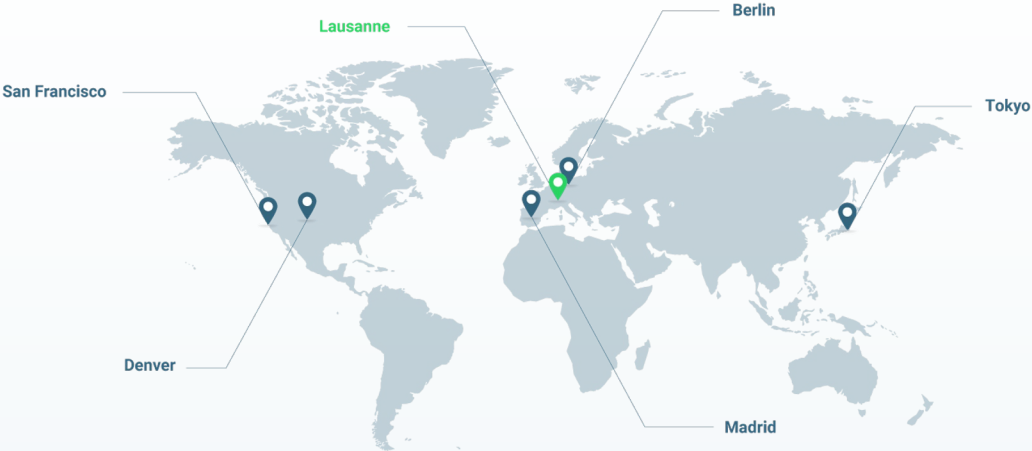 Berlin
Lausanne
San Francisco
Tokyo
Denver
Madrid